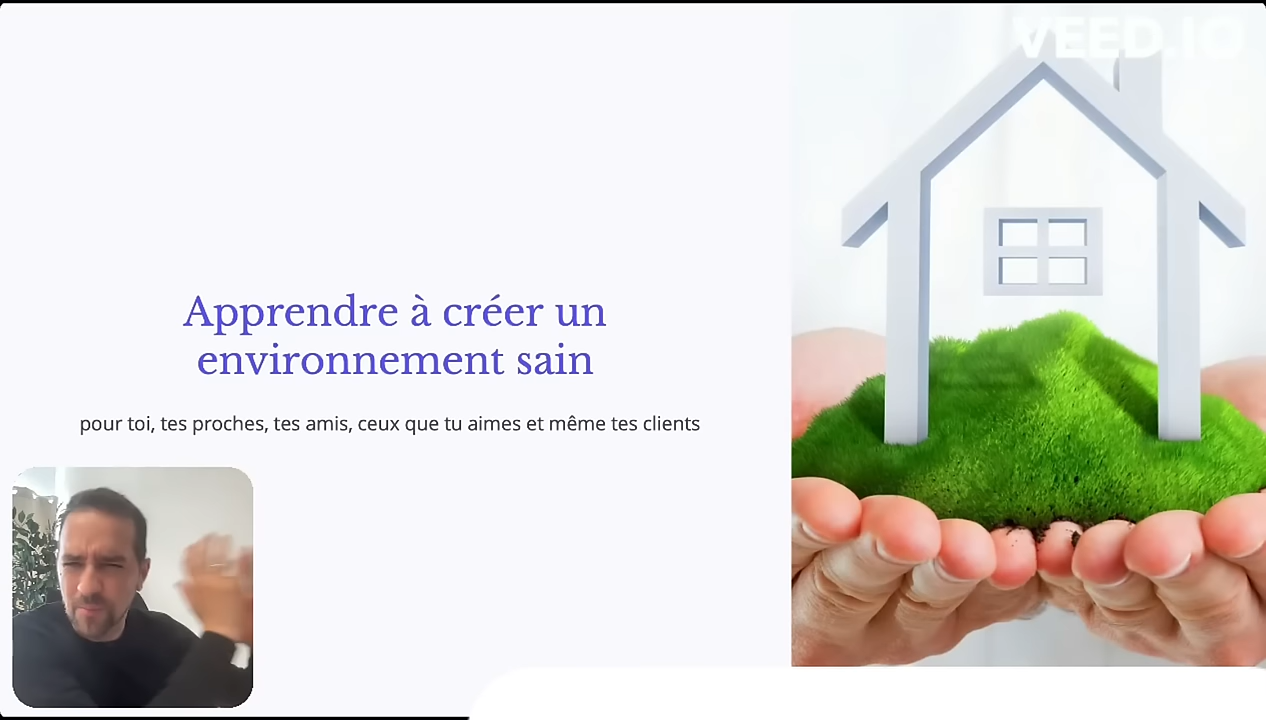 VEED.IO
Apprendre à créer un
environnement sain
pour toi, tes proches, tes amis, ceux que tu aimes et même tes clients